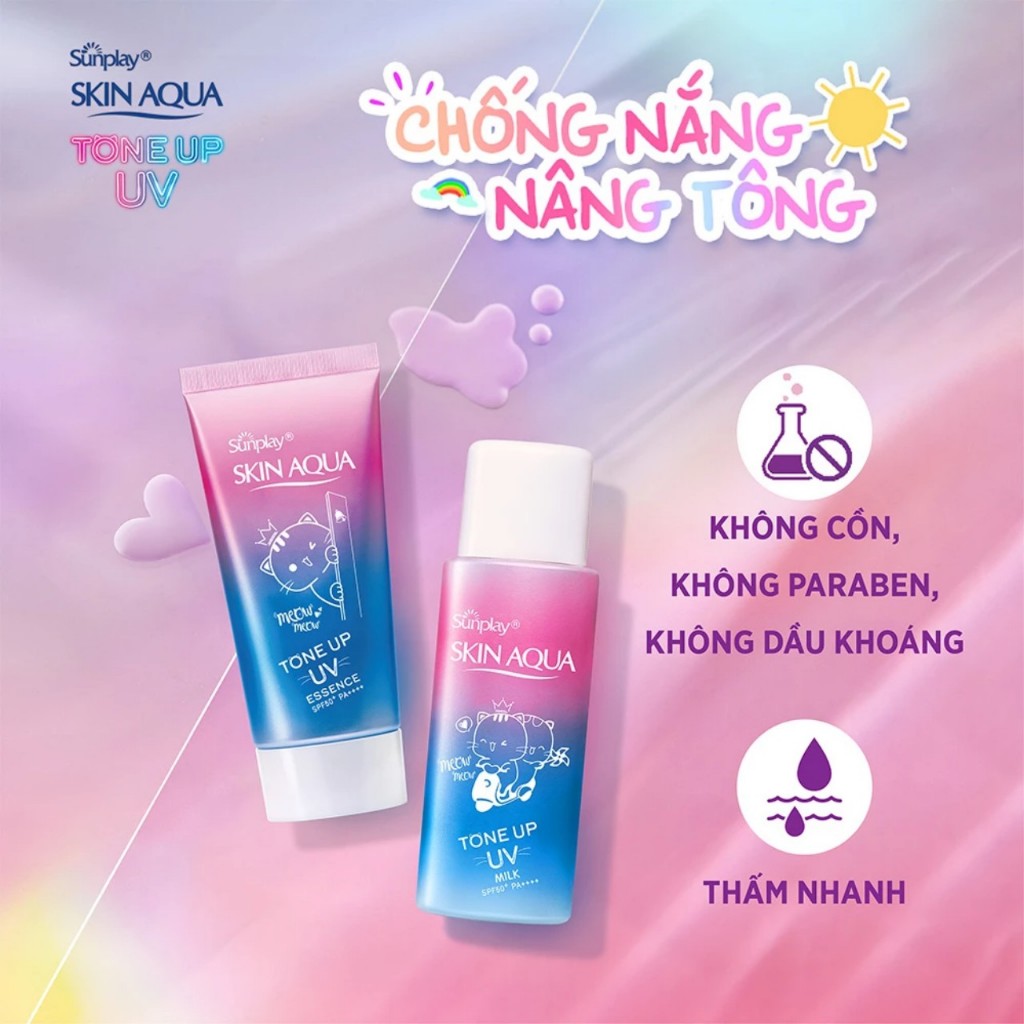 Sunplay®
SKIN AQUA
TONE UP
UV
CHỐNG NẮNG
NÂNG TÔNG
Sunplay®
SKIN AQUA
meow
meow
TONE UP
UV
ESSENCE
SPF50+ PA++++
Sunplay®
SKIN AQUA
meow
meow
TONE UP
UV
MILK
SPF50+ PA++++
KHÔNG CỒN,
KHÔNG PARABEN,
KHÔNG DẦU KHOÁNG
THẤM NHANH